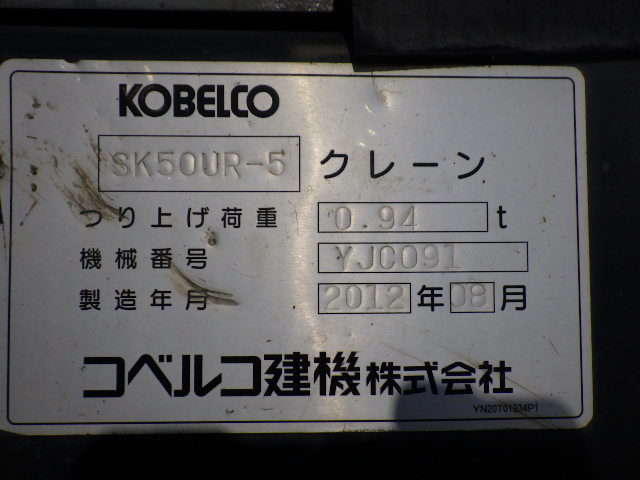 KOBELCO
SK50UR-5 クレーン
つり上げ荷重 0.94 t
機械番号 YJC091
製造年月 2012年08月
コベルコ建機株式会社
YN20T01934P1